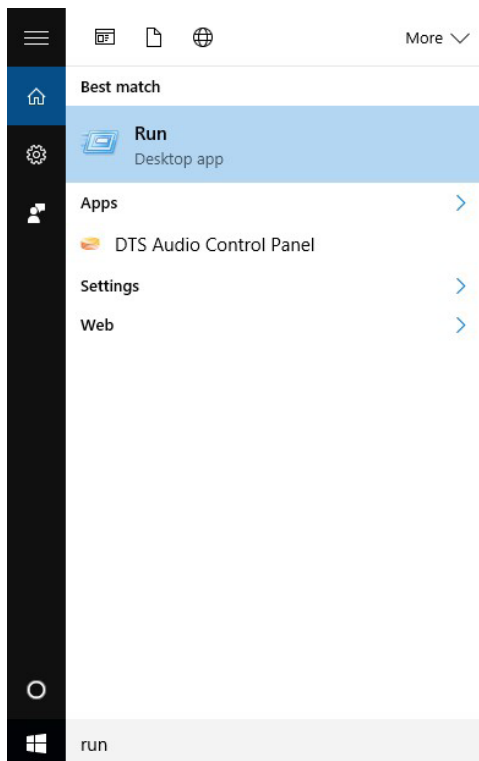 More
Best match
Run
Desktop app
Apps
DTS Audio Control Panel
Settings
Web
run